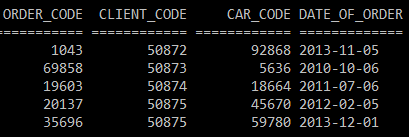 ORDER_CODE CLIENT_CODE CAR_CODE DATE_OF_ORDER
========== =========== ============ =============
1043 50872 92868 2013-11-05
69858 50873 5636 2010-10-06
19603 50874 18664 2011-07-06
20137 50875 45670 2012-02-05
35696 50875 59780 2013-12-01